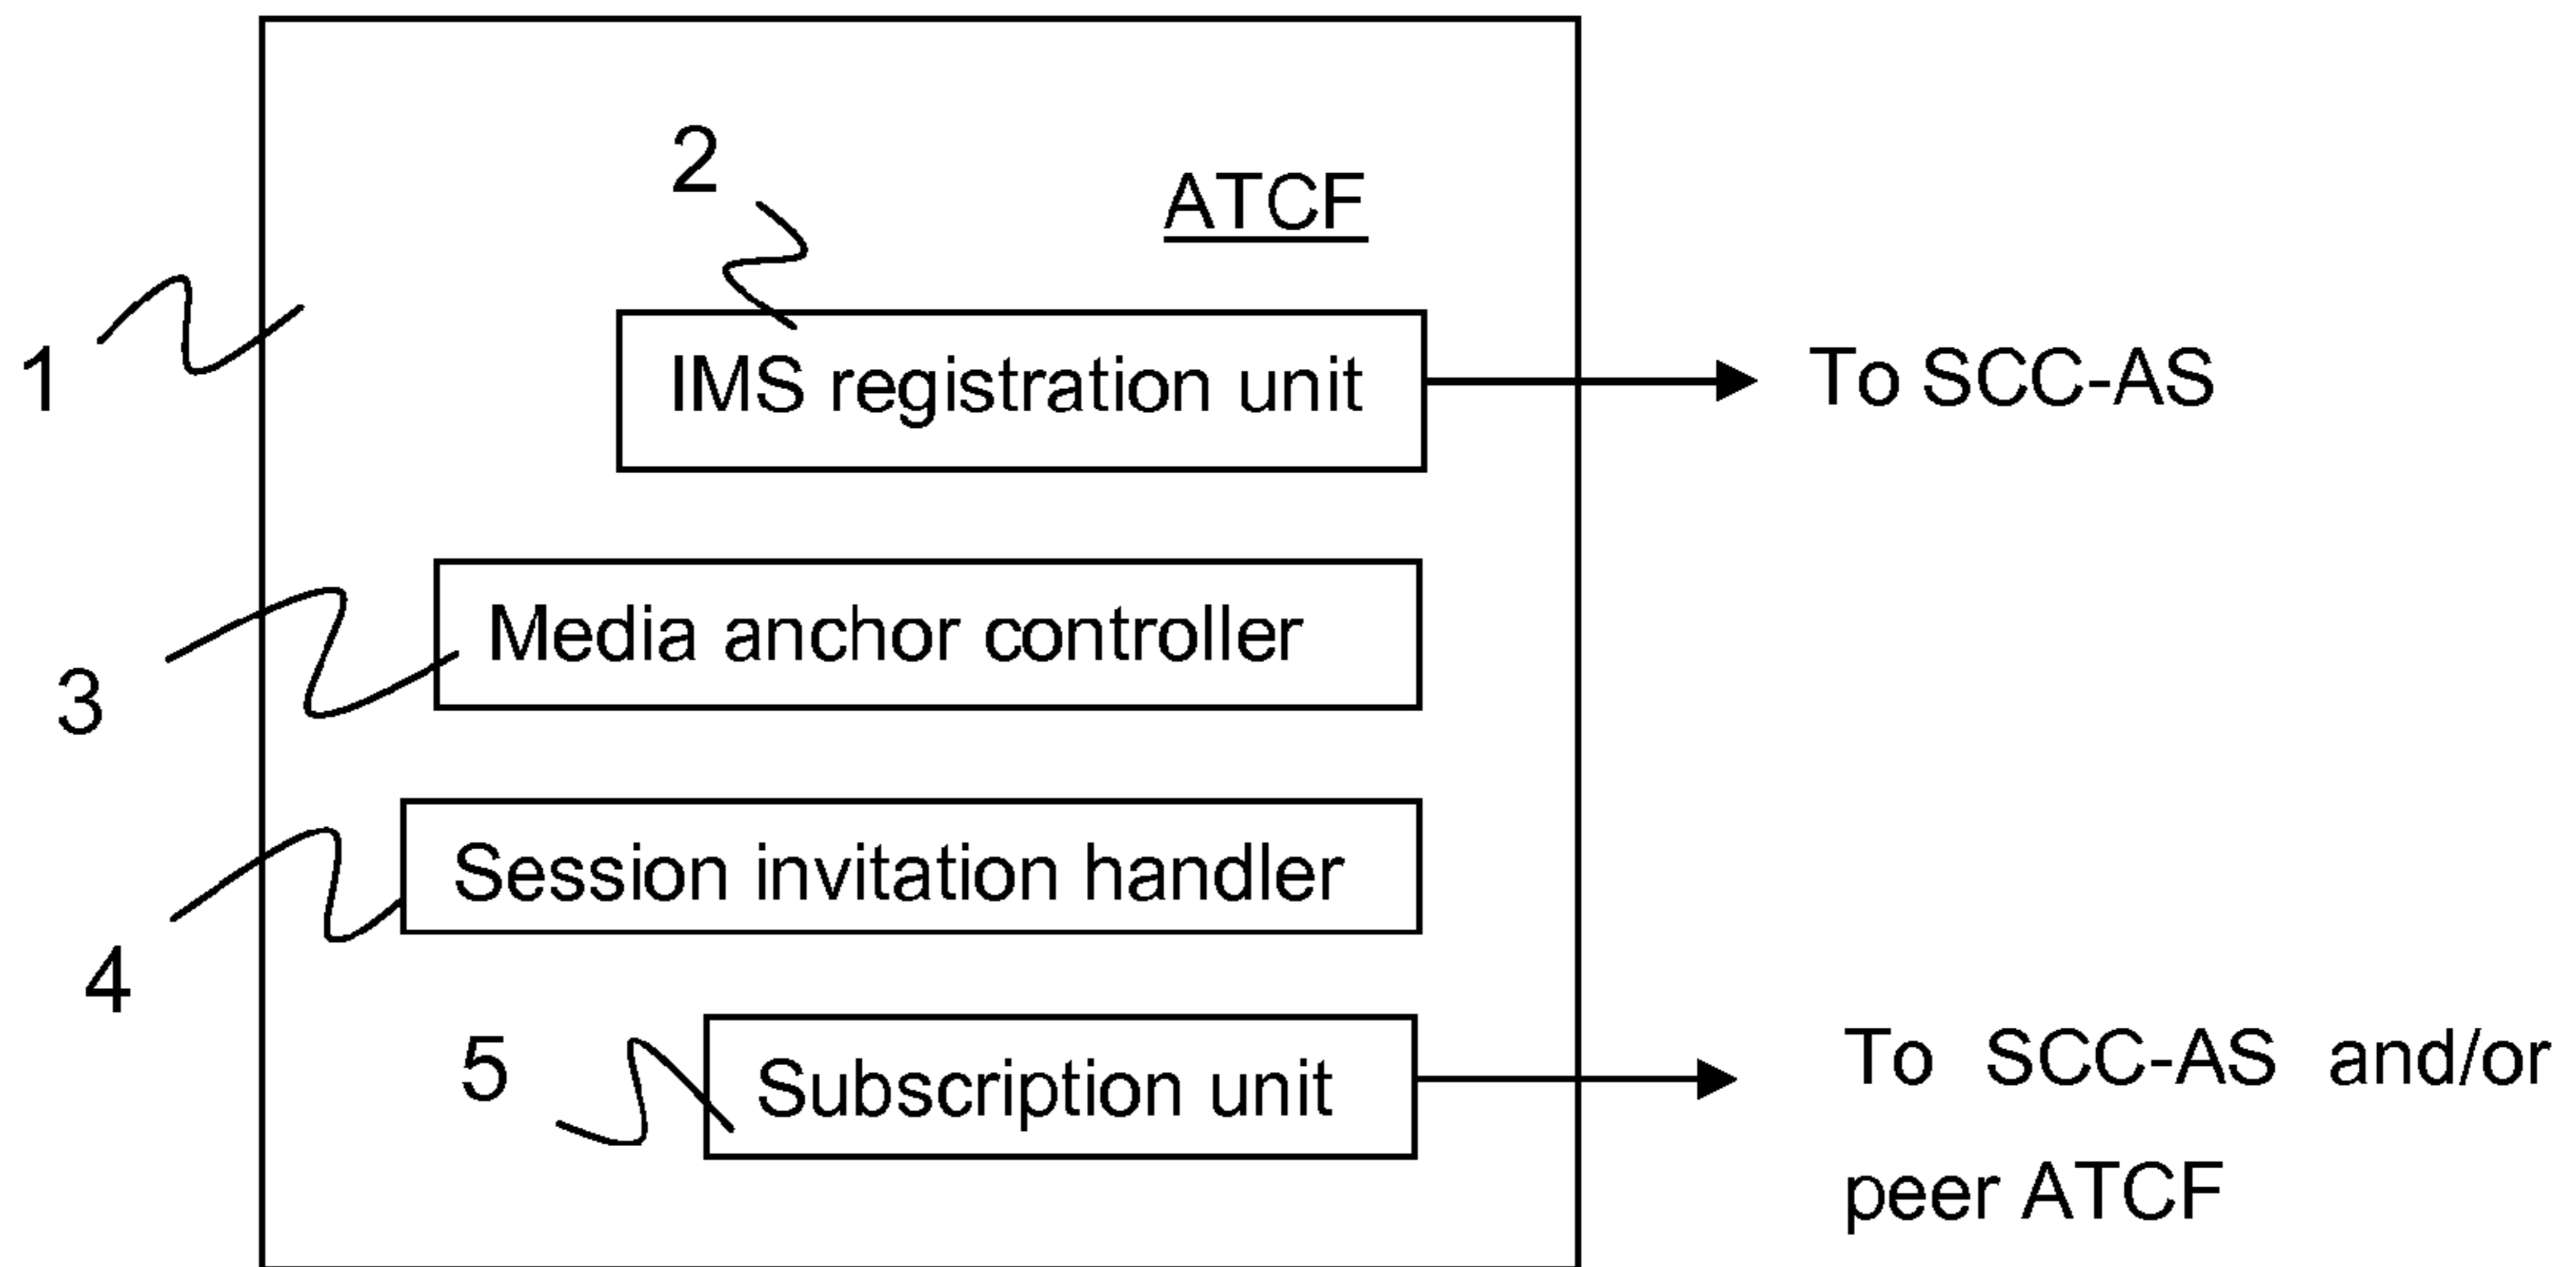 2
ATCF
1
IMS registration unit
To SCC-AS
3
Media anchor controller
4
Session invitation handler
5
Subscription unit
To SCC-AS and/or
peer ATCF